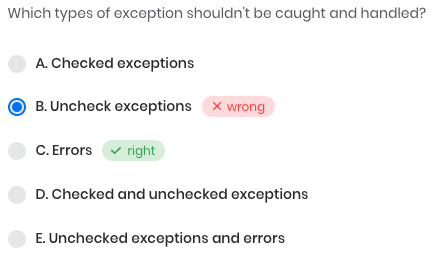 Which types of exception shouldn't be caught and handled?
A. Checked exceptions
B. Uncheck exceptions wrong
C. Errors right
D. Checked and unchecked exceptions
E. Unchecked exceptions and errors